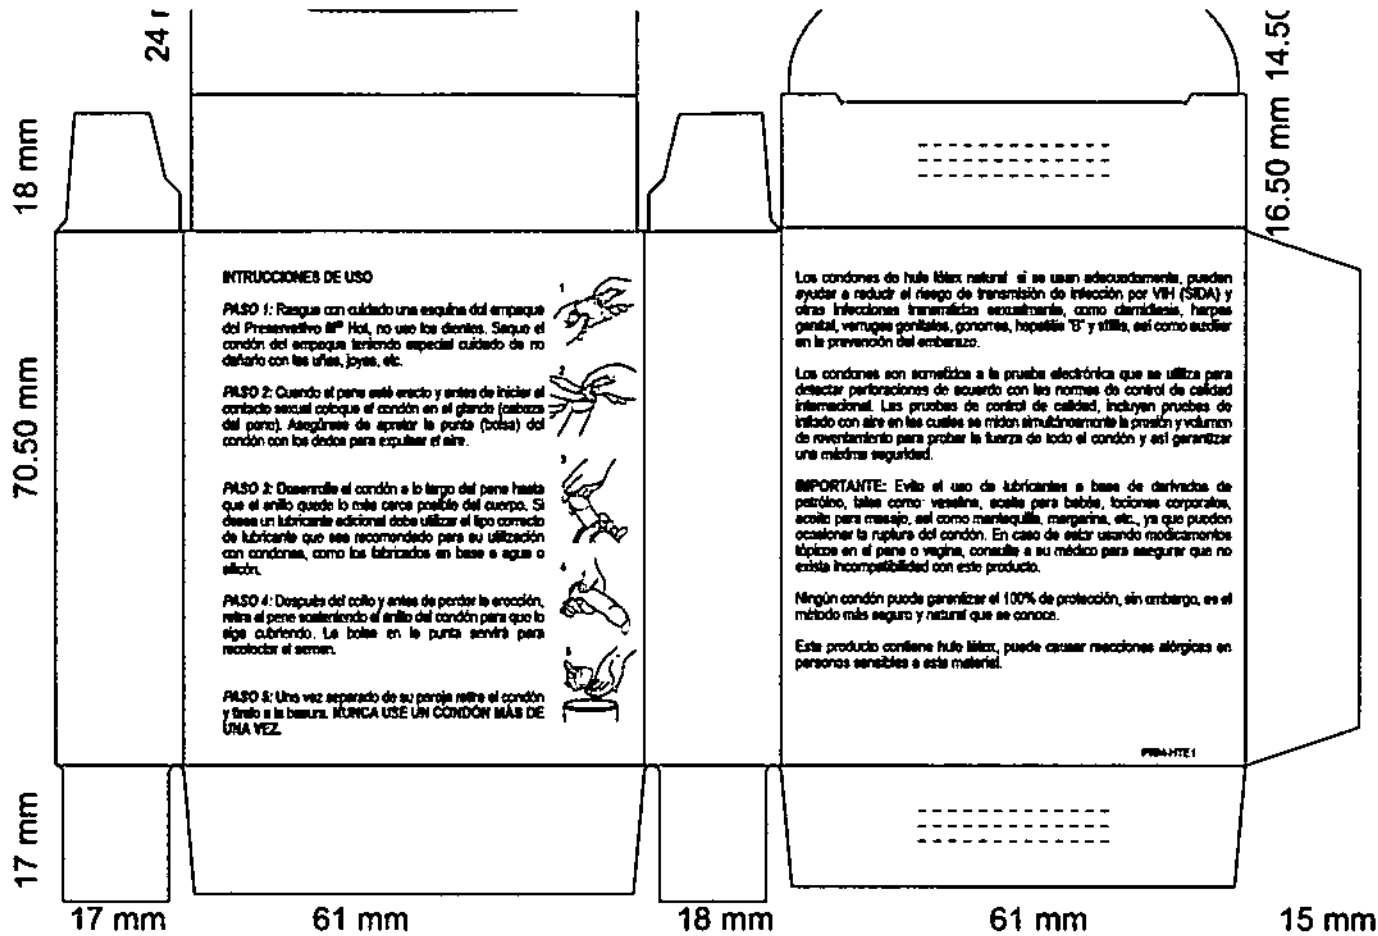 24
14.50
18 mm
16.50 mm
70.50 mm
17 mm
INTRUCCIONES DE USO
PASO 1: Rasgue con cuidado una esquina del empaque
del Preservativo M® Hot, no use los dientes. Saque el
condón del empaque teniendo especial cuidado de no
dañarlo con las uñas, joyas, etc.
PASO 2: Cuando el pene esté erecto y antes de iniciar el
contacto sexual coloque el condón en el glande (cabeza
del pene). Asegúrese de apretar la punta (bolsa) del
condón con los dedos para expulsar el aire.
PASO 3: Desenrolle el condón a lo largo del pene hasta
que el anillo quede lo más cerca posible del cuerpo. Si
desea un lubricante adicional debe utilizar el tipo correcto
de lubricante que sea recomendado para su utilización
con condones, como los fabricados en base a agua o
silicón.
PASO 4: Después del coito y antes de perder la erección,
retire el pene sosteniendo el anillo del condón para que lo
siga cubriendo. La bolsa en la punta servirá para
recolectar el semen.
PASO 5: Una vez separado de su pareja retire el condón
y tírelo a la basura. NUNCA USE UN CONDÓN MÁS DE
UNA VEZ.
1
2
3
4
5
Los condones de hule látex natural si se usan adecuadamente, pueden
ayudar a reducir el riesgo de transmisión de infección por VIH (SIDA) y
otras infecciones transmitidas sexualmente, como clamidiasis, herpes
genital, verrugas genitales, gonorrea, hepatitis "B" y sífilis, así como auxiliar
en la prevención del embarazo.
Los condones son sometidos a la prueba electrónica que se utiliza para
detectar perforaciones de acuerdo con las normas de control de calidad
internacional. Las pruebas de control de calidad, incluyen pruebas de
inflado con aire en las cuales se miden simultáneamente la presión y volumen
de reventamiento para probar la fuerza de todo el condón y así garantizar
una máxima seguridad.
IMPORTANTE: Evite el uso de lubricantes a base de derivados de
petróleo, tales como: vaselina, aceite para bebés, lociones corporales,
aceite para masaje, así como mantequilla, margarina, etc., ya que pueden
ocasionar la ruptura del condón. En caso de estar usando medicamentos
tópicos en el pene o vagina, consulte a su médico para asegurar que no
exista incompatibilidad con este producto.
Ningún condón puede garantizar el 100% de protección, sin embargo, es el
método más seguro y natural que se conoce.
Este producto contiene hule látex, puede causar reacciones alérgicas en
personas sensibles a este material.
17 mm
61 mm
18 mm
61 mm
15 mm